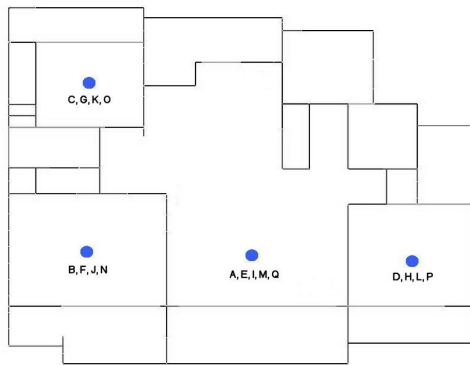 C, G, K, O
B, F, J, N
A, E, I, M, Q
D, H, L, P